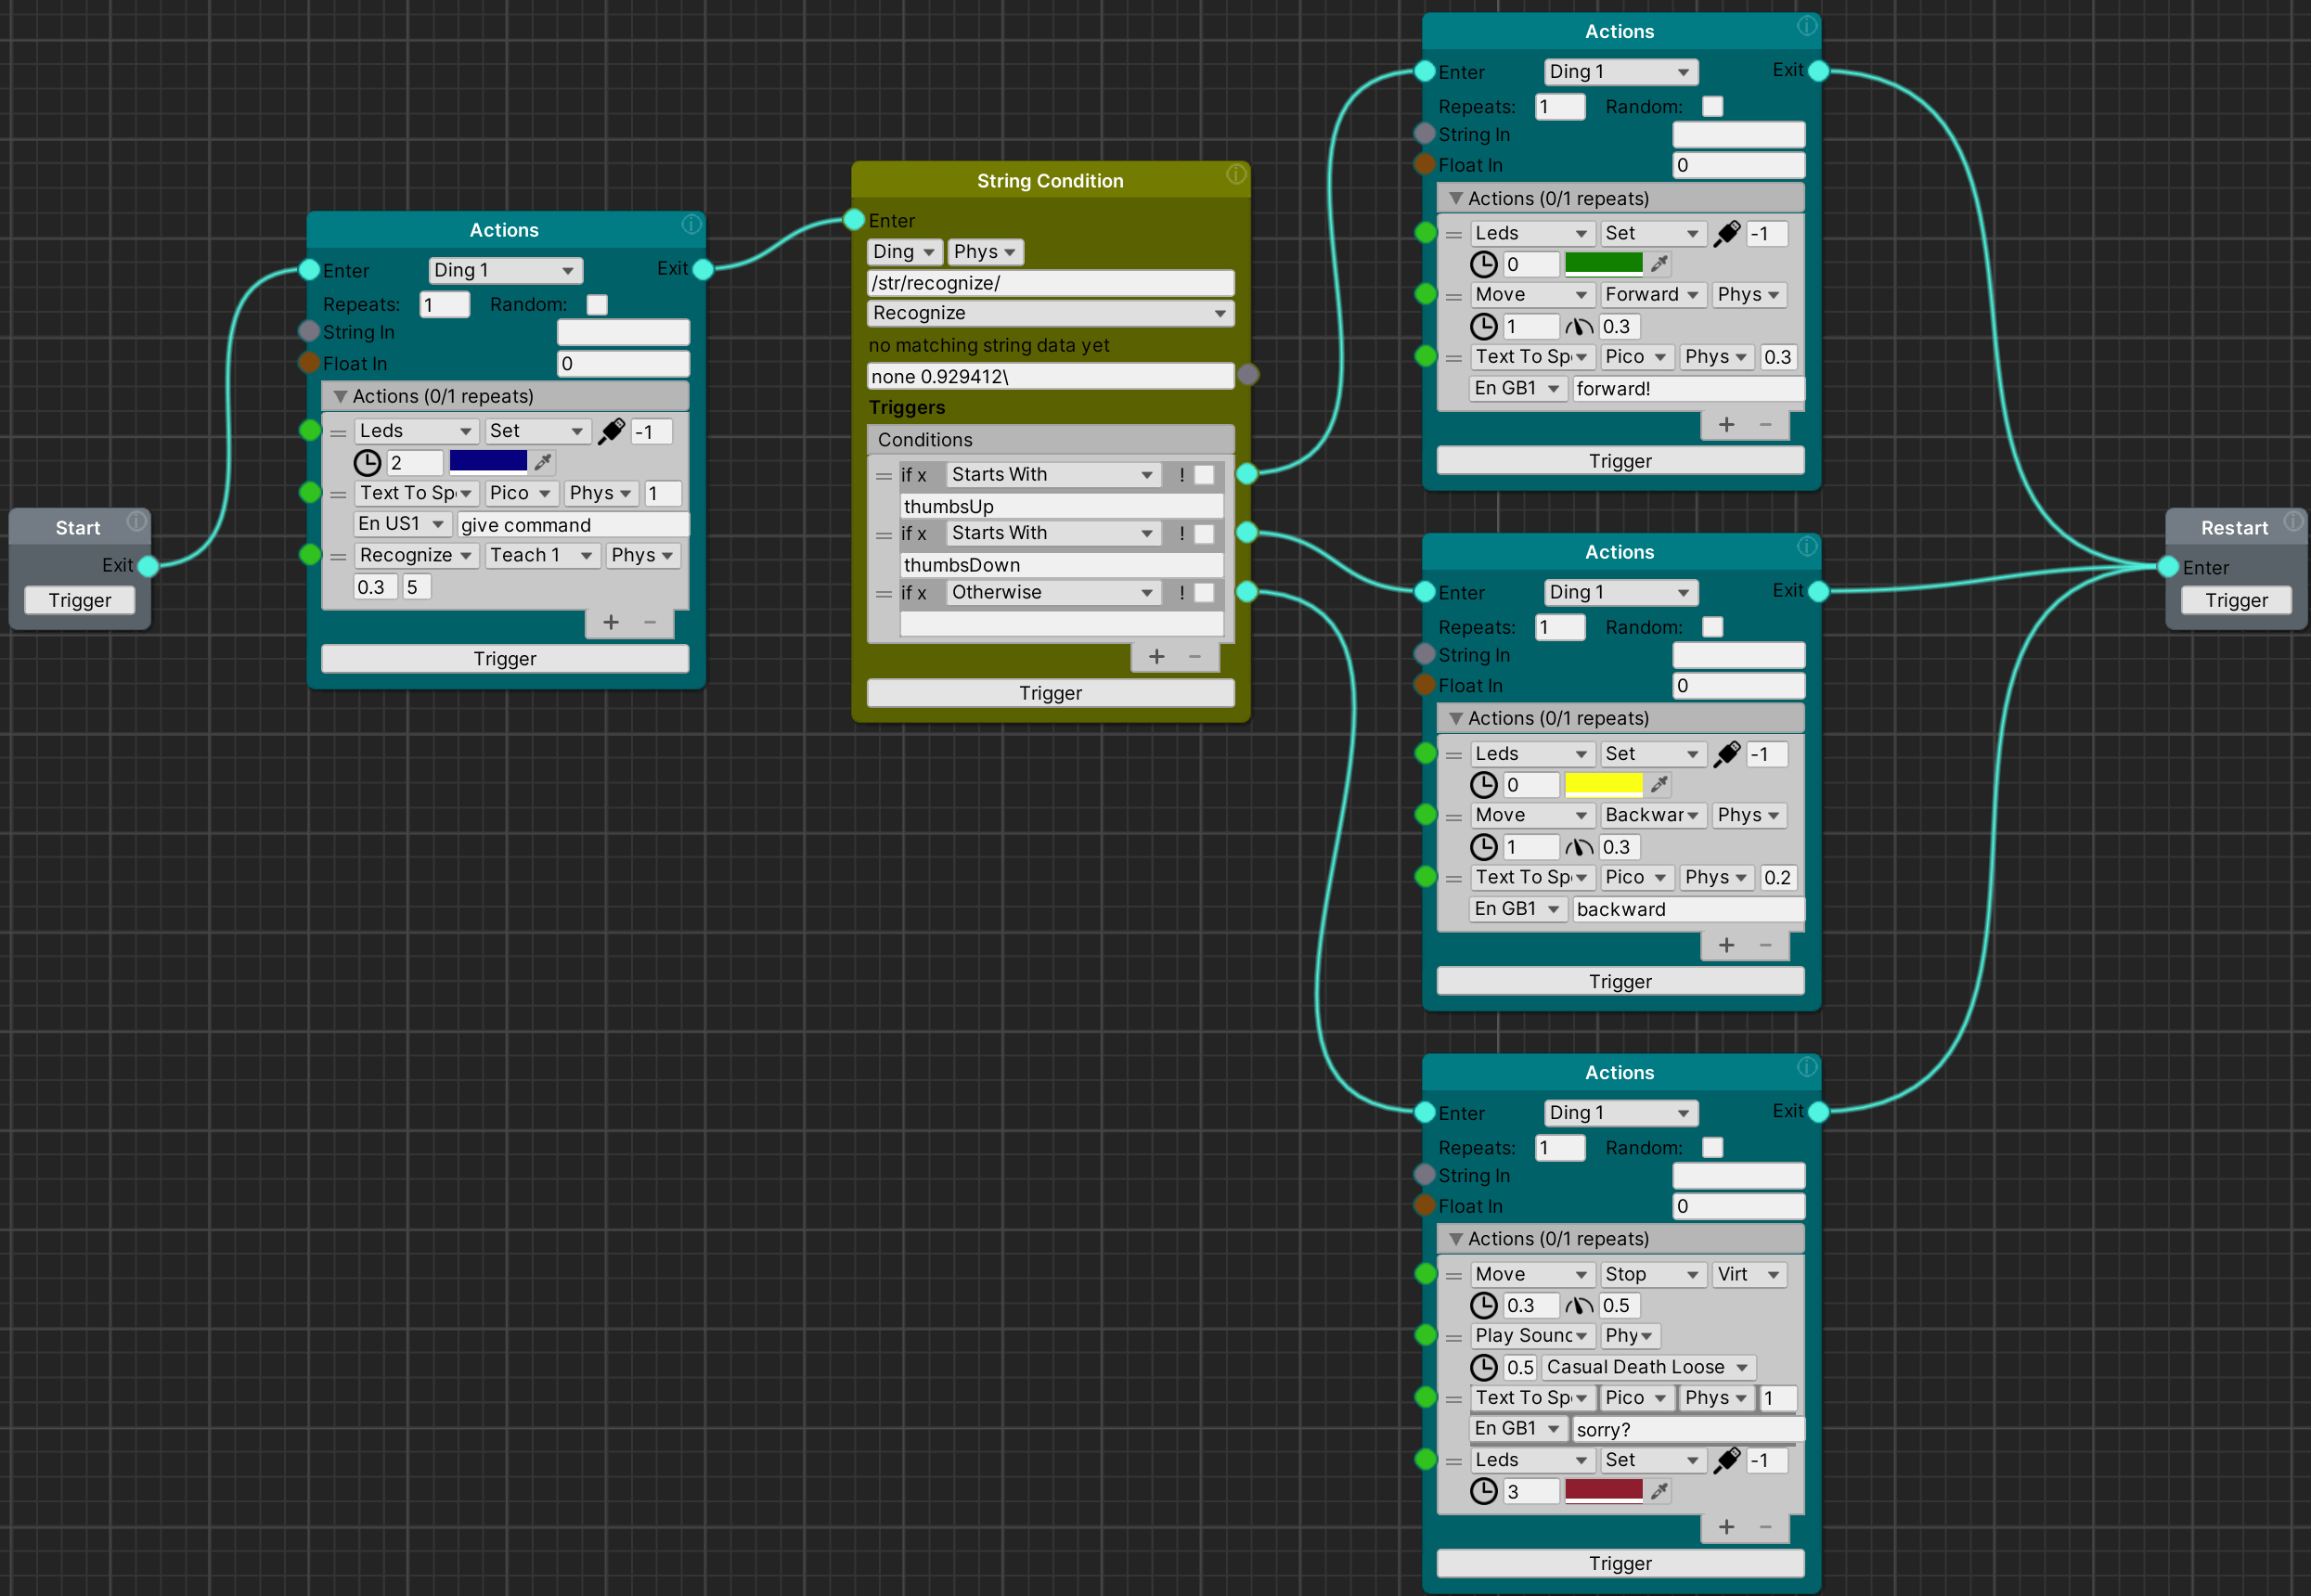 Start
Exit
Trigger
Actions
Enter Ding 1 Exit
Repeats: 1 Random:
String In
Float In 0
Actions (0/1 repeats)
Leds Set -1
2
Text To Sp Pico Phys 1
En US1 give command
Recognize Teach 1 Phys
0.3 5
+ −
Trigger
String Condition
Enter
Ding Phys
/str/recognize/
Recognize
no matching string data yet
none 0.929412\
Triggers
Conditions
if x Starts With !
thumbsUp
if x Starts With !
thumbsDown
if x Otherwise !
+ −
Trigger
Actions
Enter Ding 1 Exit
Repeats: 1 Random:
String In
Float In 0
Actions (0/1 repeats)
Leds Set -1
0
Move Forward Phys
1 0.3
Text To Sp Pico Phys 0.3
En GB1 forward!
+ −
Trigger
Actions
Enter Ding 1 Exit
Repeats: 1 Random:
String In
Float In 0
Actions (0/1 repeats)
Leds Set -1
0
Move Backwar Phys
1 0.3
Text To Sp Pico Phys 0.2
En GB1 backward
+ −
Trigger
Actions
Enter Ding 1 Exit
Repeats: 1 Random:
String In
Float In 0
Actions (0/1 repeats)
Move Stop Virt
0.3 0.5
Play Sounc Phy
0.5 Casual Death Loose
Text To Sp Pico Phys 1
En GB1 sorry?
Leds Set -1
3
+ −
Trigger
Restart
Enter
Trigger